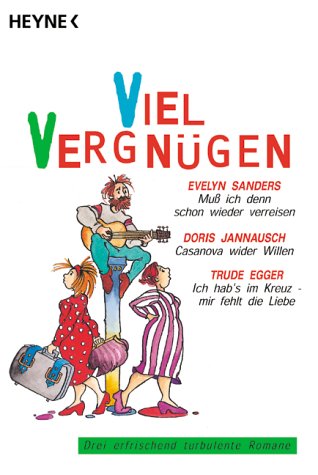 HEYNE<
VIEL
VERGNÜGEN
EVELYN SANDERS
Muß ich denn
schon wieder verreisen
DORIS JANNAUSCH
Casanova wider Willen
TRUDE EGGER
Ich hab's im Kreuz -
mir fehlt die Liebe
Drei erfrischend turbulente Romane